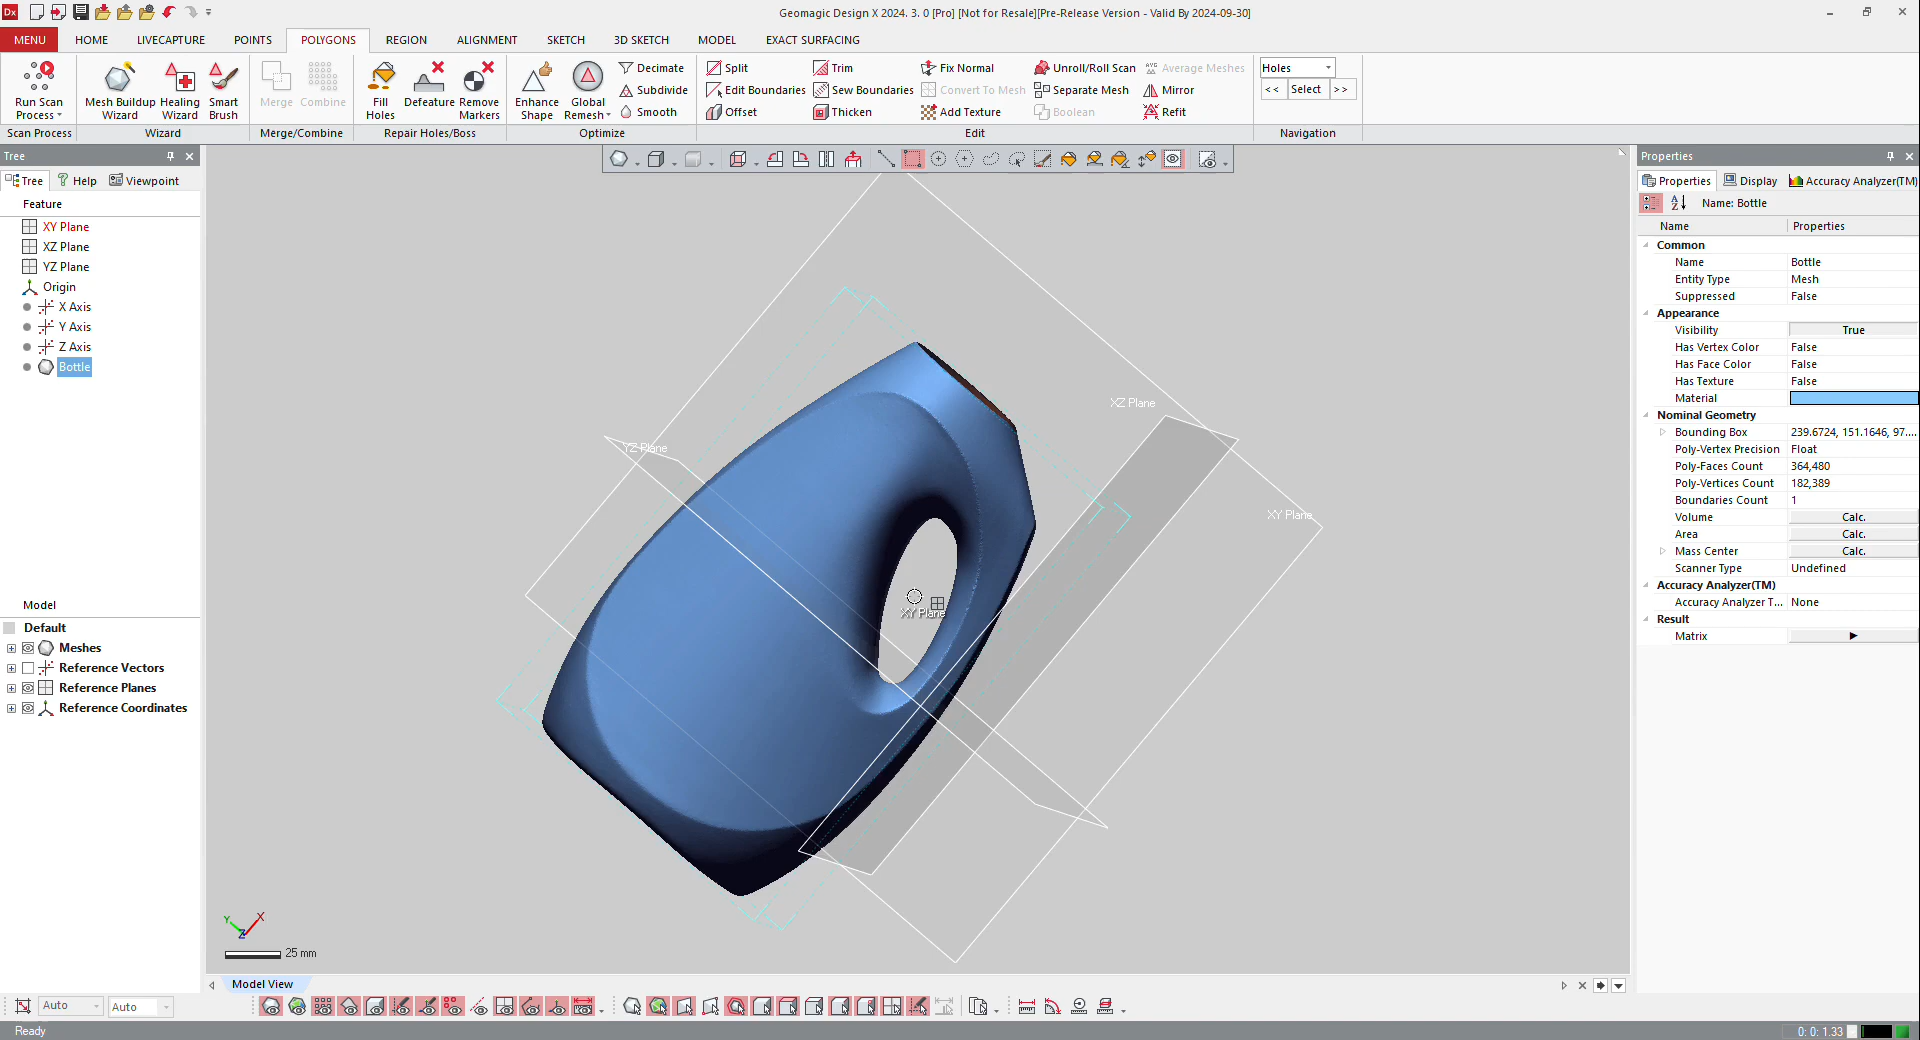 Dx
Geomagic Design X 2024. 3. 0 [Pro] [Not for Resale][Pre-Release Version - Valid By 2024-09-30]
MENU HOME LIVECAPTURE POINTS POLYGONS REGION ALIGNMENT SKETCH 3D SKETCH MODEL EXACT SURFACING
Run Scan Process
Mesh Buildup Wizard
Healing Wizard
Smart Brush
Merge
Combine
Fill Holes
Defeature
Remove Markers
Enhance Shape
Global Remesh
Decimate
Subdivide
Smooth
Split
Edit Boundaries
Offset
Trim
Sew Boundaries
Thicken
Fix Normal
Convert To Mesh
Add Texture
Unroll/Roll Scan
Separate Mesh
Boolean
AVG Average Meshes
Mirror
Refit
Holes
<< Select >>
Scan Process Wizard Merge/Combine Repair Holes/Boss Optimize Edit Navigation
Tree
Tree Help Viewpoint
Feature
XY Plane
XZ Plane
YZ Plane
Origin
X Axis
Y Axis
Z Axis
Bottle
Model
Default
Meshes
Reference Vectors
Reference Planes
Reference Coordinates
XZ Plane
YZ Plane
XY Plane
XY Plane
Y X
Z
25 mm
Model View
Properties
Properties Display Accuracy Analyzer(TM)
A Z Name: Bottle
Name Properties
Common
Name Bottle
Entity Type Mesh
Suppressed False
Appearance
Visibility True
Has Vertex Color False
Has Face Color False
Has Texture False
Material
Nominal Geometry
Bounding Box 239.6724, 151.1646, 97....
Poly-Vertex Precision Float
Poly-Faces Count 364,480
Poly-Vertices Count 182,389
Boundaries Count 1
Volume Calc.
Area Calc.
Mass Center Calc.
Scanner Type Undefined
Accuracy Analyzer(TM)
Accuracy Analyzer T... None
Result
Matrix
Auto Auto
Ready
0: 0: 1.33